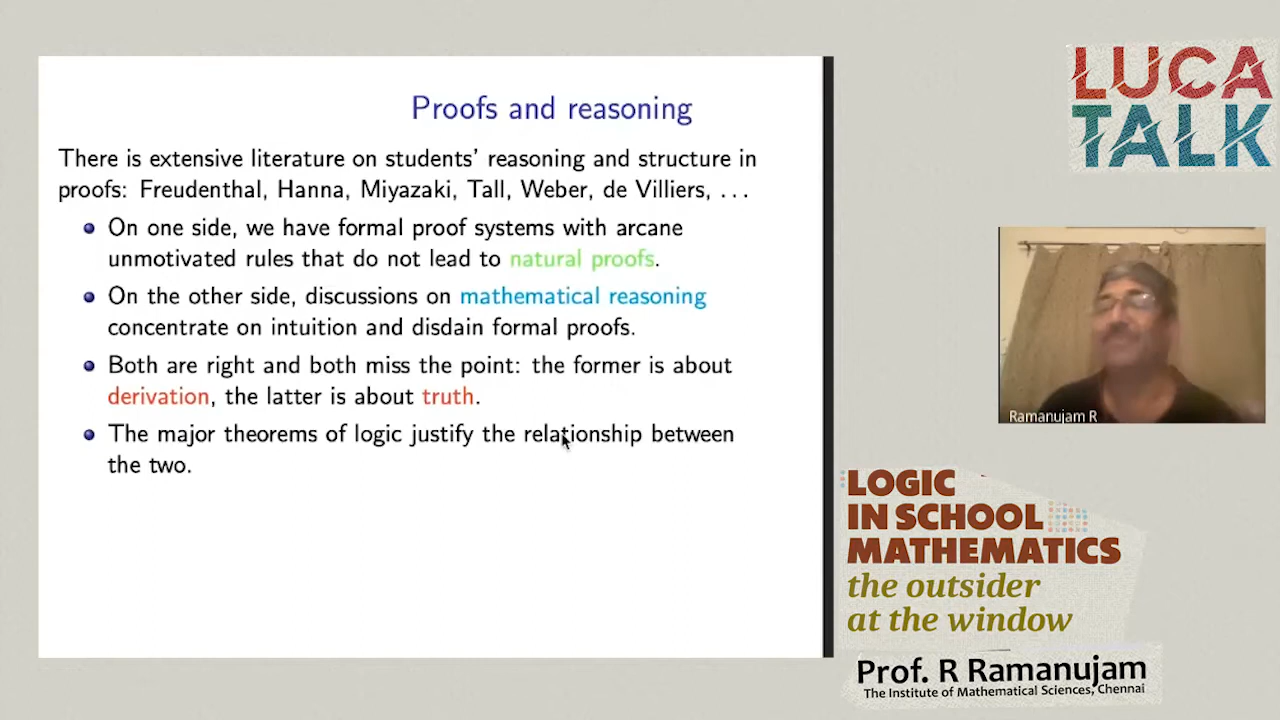 Proofs and reasoning
There is extensive literature on students' reasoning and structure in
proofs: Freudenthal, Hanna, Miyazaki, Tall, Weber, de Villiers, ...
On one side, we have formal proof systems with arcane
unmotivated rules that do not lead to natural proofs.
On the other side, discussions on mathematical reasoning
concentrate on intuition and disdain formal proofs.
Both are right and both miss the point: the former is about
derivation, the latter is about truth.
The major theorems of logic justify the relationship between
the two.
LUCA
TALK
Ramanujam R
LOGIC
IN SCHOOL
MATHEMATICS
the outsider
at the window
Prof. R Ramanujam
The Institute of Mathematical Sciences, Chennai